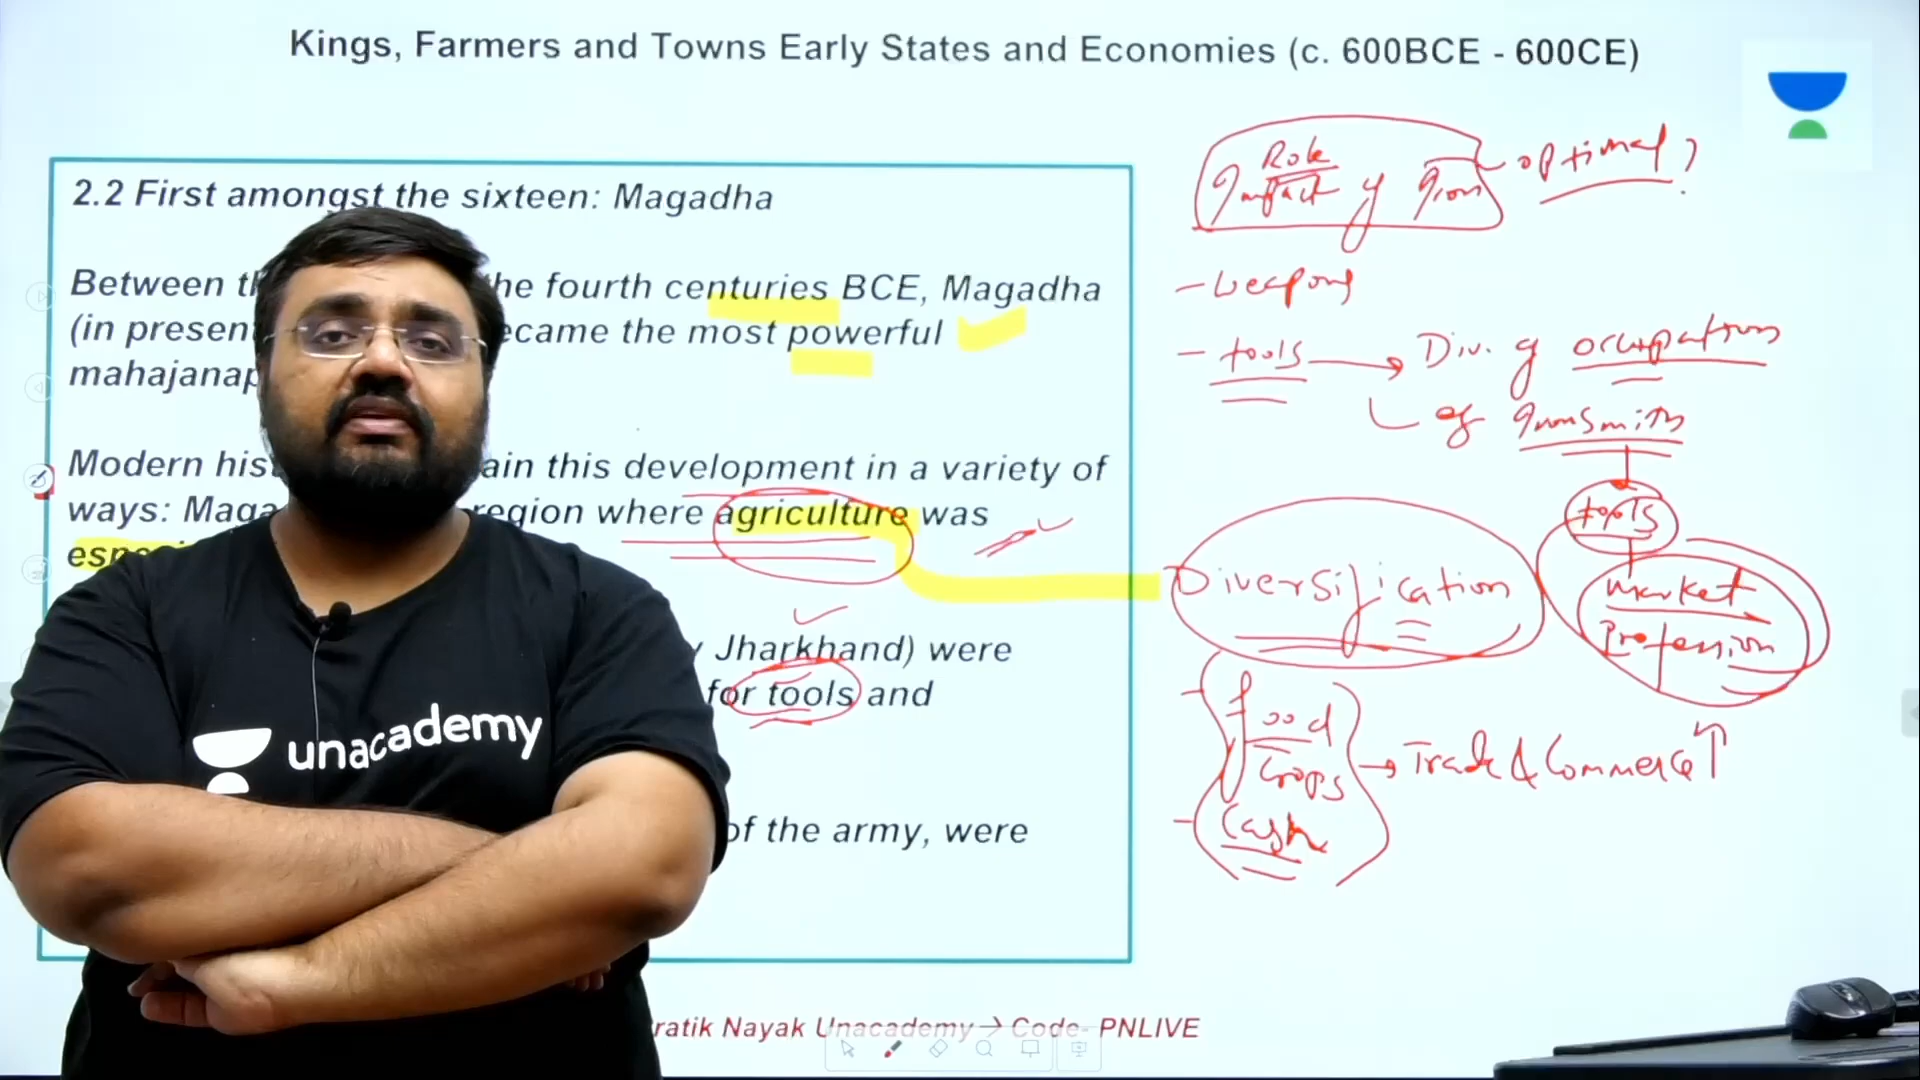 Kings, Farmers and Towns Early States and Economies (c. 600BCE - 600CE)
2.2 First amongst the sixteen: Magadha
Between the fourth centuries BCE, Magadha
(in present ecame the most powerful
mahajanap
Modern his ain this development in a variety of
ways: Maga region where agriculture was
esp
y Jharkhand) were
for tools and
of the army, were
ratik Nayak Unacademy → Code- PNLIVE
unacademy
Role
Impact of Iron - optional?
- weapons
- tools → Div. of occupation
of Ironsmith
tools
Market
Profession
Diversification
- food
crops → Trade & Commerce ↑
- Cash